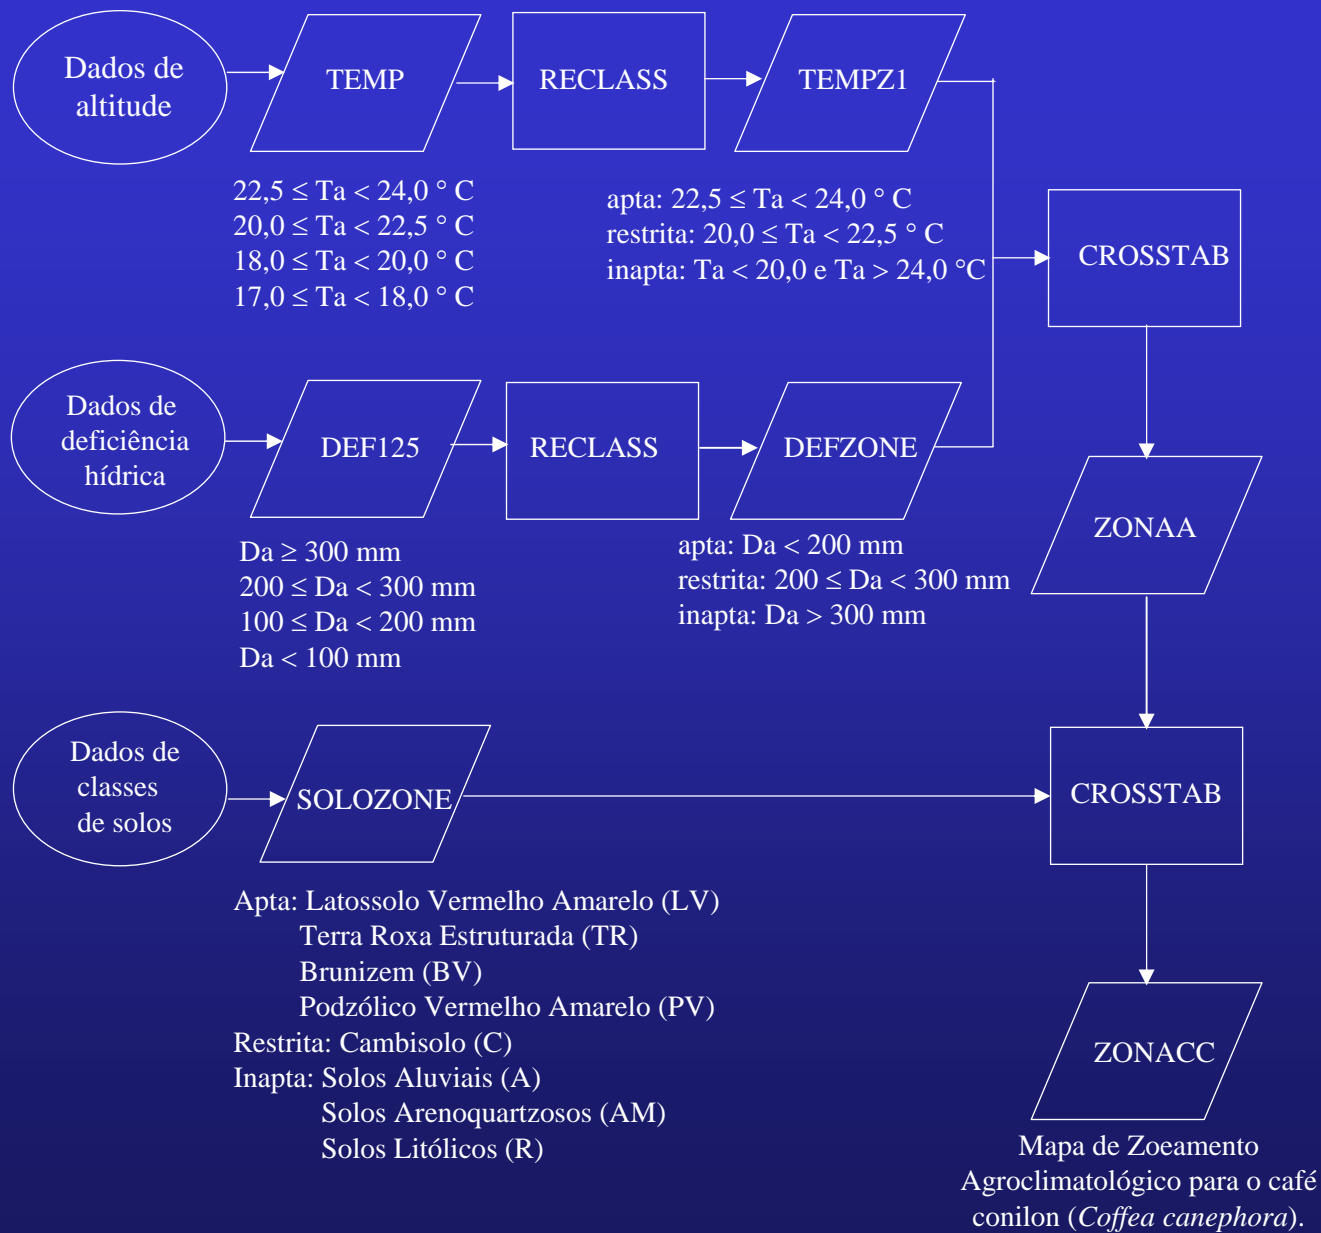 Dados de
altitude
TEMP
RECLASS
TEMPZ1
22,5 ≤ Ta < 24,0 ° C
20,0 ≤ Ta < 22,5 ° C
18,0 ≤ Ta < 20,0 ° C
17,0 ≤ Ta < 18,0 ° C
apta: 22,5 ≤ Ta < 24,0 ° C
restrita: 20,0 ≤ Ta < 22,5 ° C
inapta: Ta < 20,0 e Ta > 24,0 °C
CROSSTAB
Dados de
deficiência
hídrica
DEF125
RECLASS
DEFZONE
Da ≥ 300 mm
200 ≤ Da < 300 mm
100 ≤ Da < 200 mm
Da < 100 mm
apta: Da < 200 mm
restrita: 200 ≤ Da < 300 mm
inapta: Da > 300 mm
ZONAA
Dados de
classes
de solos
SOLOZONE
CROSSTAB
Apta: Latossolo Vermelho Amarelo (LV)
Terra Roxa Estruturada (TR)
Brunizem (BV)
Podzólico Vermelho Amarelo (PV)
Restrita: Cambisolo (C)
Inapta: Solos Aluviais (A)
Solos Arenoquartzosos (AM)
Solos Litólicos (R)
ZONACC
Mapa de Zoeamento
Agroclimatológico para o café
conilon (Coffea canephora).